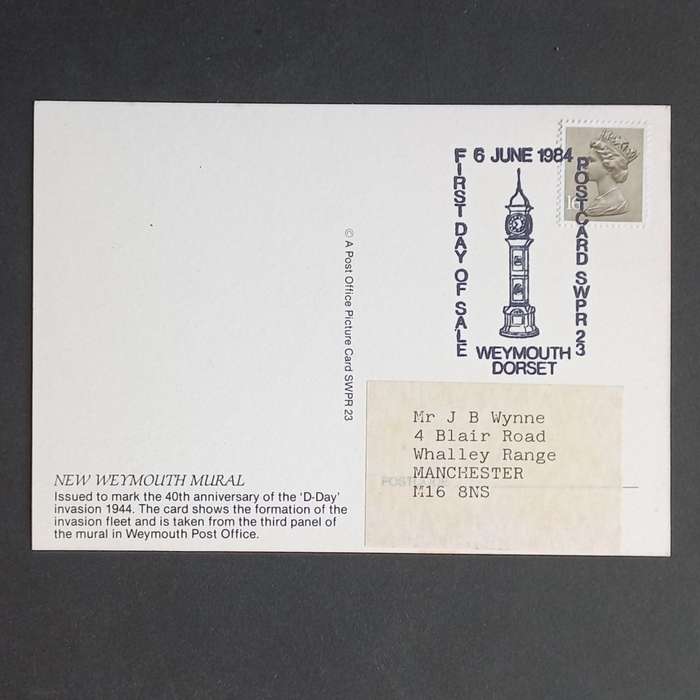 6 JUNE 1984
FIRST DAY OF SALE
POSTCARD SWPR 23
WEYMOUTH
DORSET
16
© A Post Office Picture Card SWPR 23
NEW WEYMOUTH MURAL
Issued to mark the 40th anniversary of the 'D-Day'
invasion 1944. The card shows the formation of the
invasion fleet and is taken from the third panel of
the mural in Weymouth Post Office.
Mr J B Wynne
4 Blair Road
Whalley Range
MANCHESTER
M16 8NS